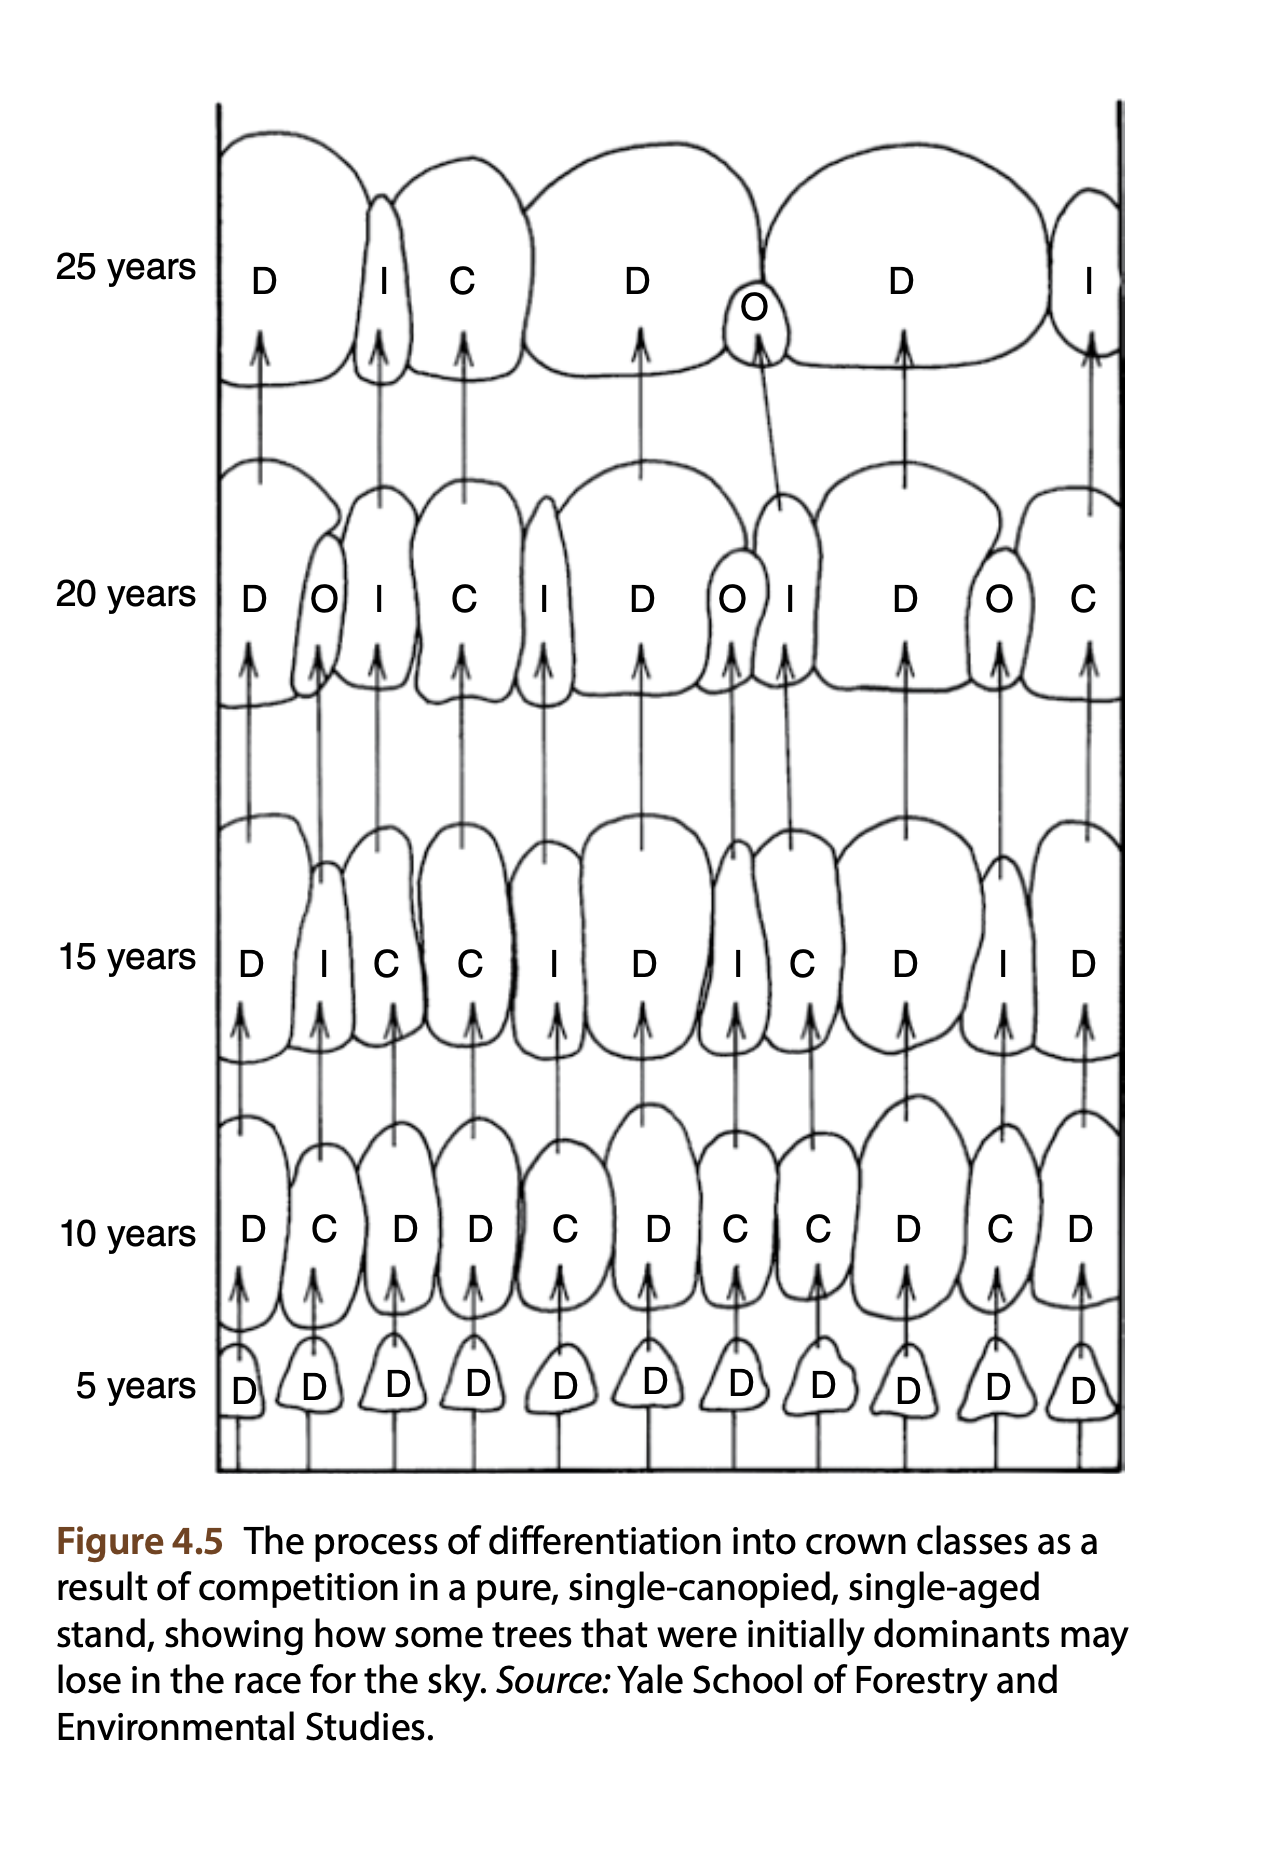 25 years D I C D O D I
20 years D O I C I D O I D O C
15 years D I C C I D I C D I D
10 years D C D D C D C C D C D
5 years D D D D D D D D D D D
Figure 4.5 The process of differentiation into crown classes as a
result of competition in a pure, single-canopied, single-aged
stand, showing how some trees that were initially dominants may
lose in the race for the sky. Source: Yale School of Forestry and
Environmental Studies.